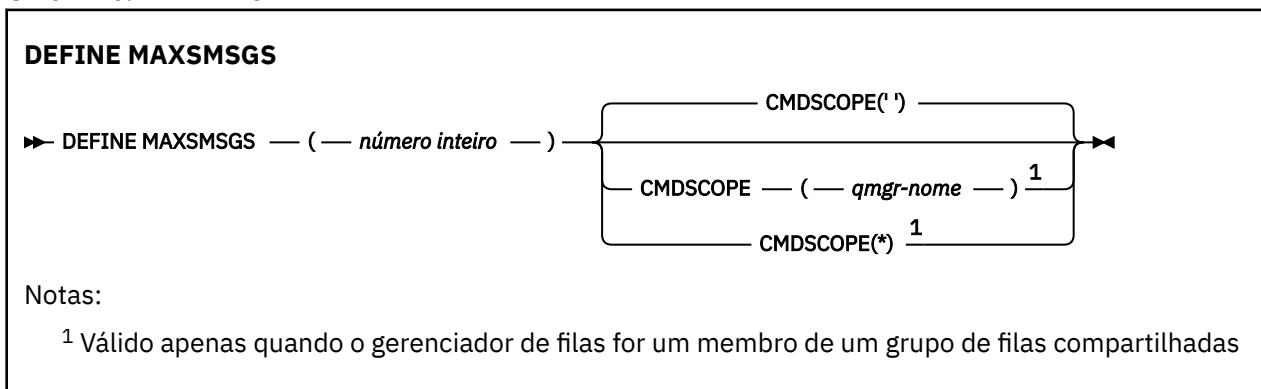 DEFINE MAXSMSGS
CMDSCOPE(' ')
DEFINE MAXSMSGS ( número inteiro )
CMDSCOPE ( qmgr-nome ) 1
CMDSCOPE(*) 1
Notas:
1 Válido apenas quando o gerenciador de filas for um membro de um grupo de filas compartilhadas